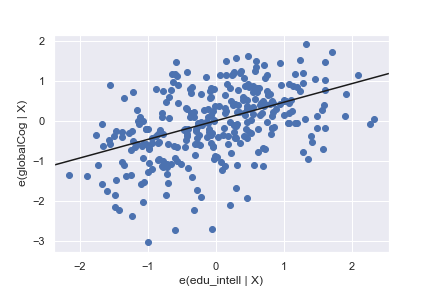 2
1
0
−1
−2
−3
e(globalCog | X)
−2 −1 0 1 2
e(edu_intell | X)